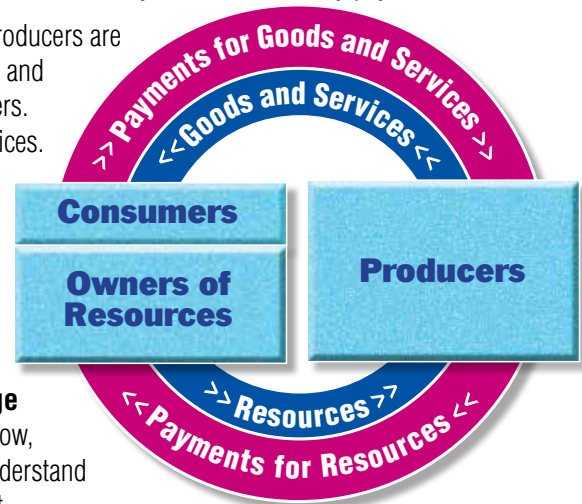 roducers are
and
ers.
ices.
>> Payments for Goods and Services >>
<< Goods and Services <<
Consumers
Owners of
Resources
Producers
>> Resources >>
<< Payments for Resources <<
ge
ow,
derstand